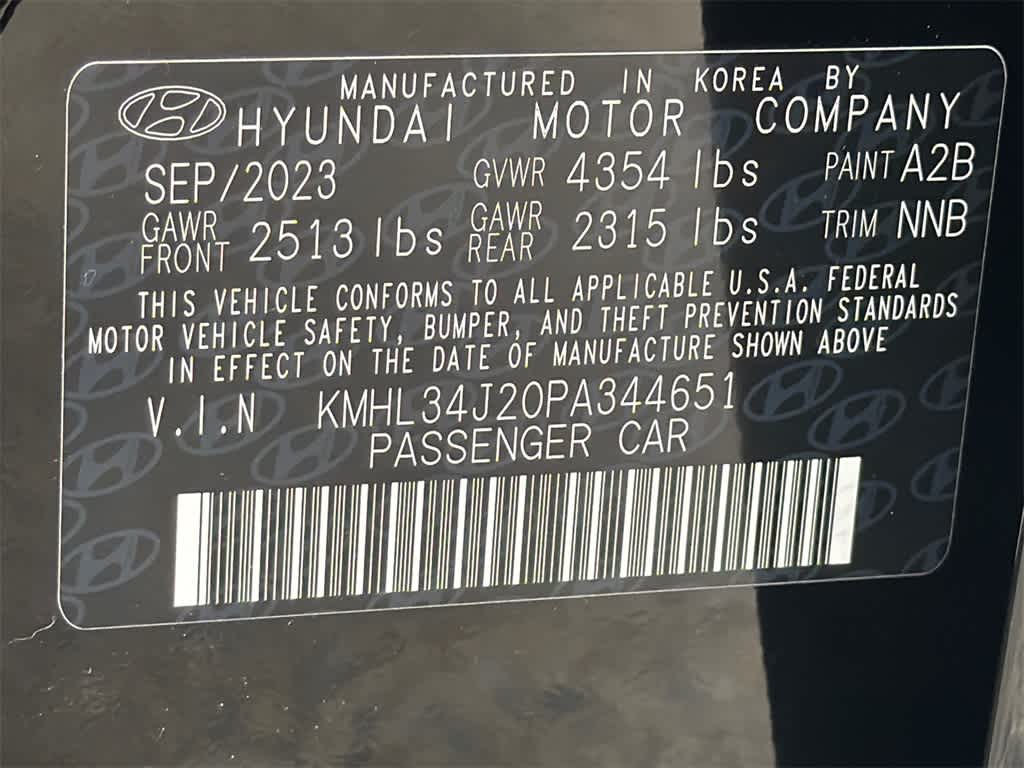 MANUFACTURED IN KOREA BY
HYUNDAI MOTOR COMPANY
SEP/2023 GVWR 4354 lbs PAINT A2B
GAWR FRONT 2513 lbs GAWR REAR 2315 lbs TRIM NNB
THIS VEHICLE CONFORMS TO ALL APPLICABLE U.S.A. FEDERAL
MOTOR VEHICLE SAFETY, BUMPER, AND THEFT PREVENTION STANDARDS
IN EFFECT ON THE DATE OF MANUFACTURE SHOWN ABOVE
V.I.N KMHL34J20PA344651
PASSENGER CAR